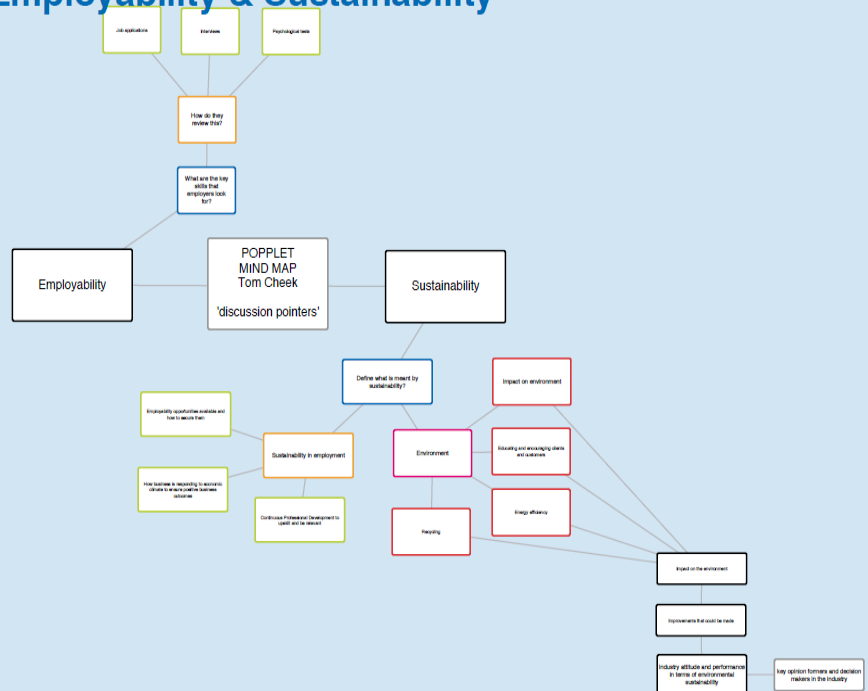 Employability & Sustainability
Job applications
Interviews
Psychological tests
How do they
review this?
What are the key
skills that
employers look
for?
Employability
POPPLET
MIND MAP
Tom Cheek
'discussion pointers'
Sustainability
Define what is meant by
sustainability?
Impact on environment
Employability opportunities available and
how to secure them
Sustainability in employment
Environment
Educating and encouraging clients
and customers
How business is responding to economic
climate to ensure positive business
outcomes
Continuous Professional Development to
upskill and be relevant
Energy efficiency
Recycling
Impact on the environment
Improvements that could be made
Industry attitude and performance
in terms of environmental
sustainability
key opinion formers and decision
makers in the industry